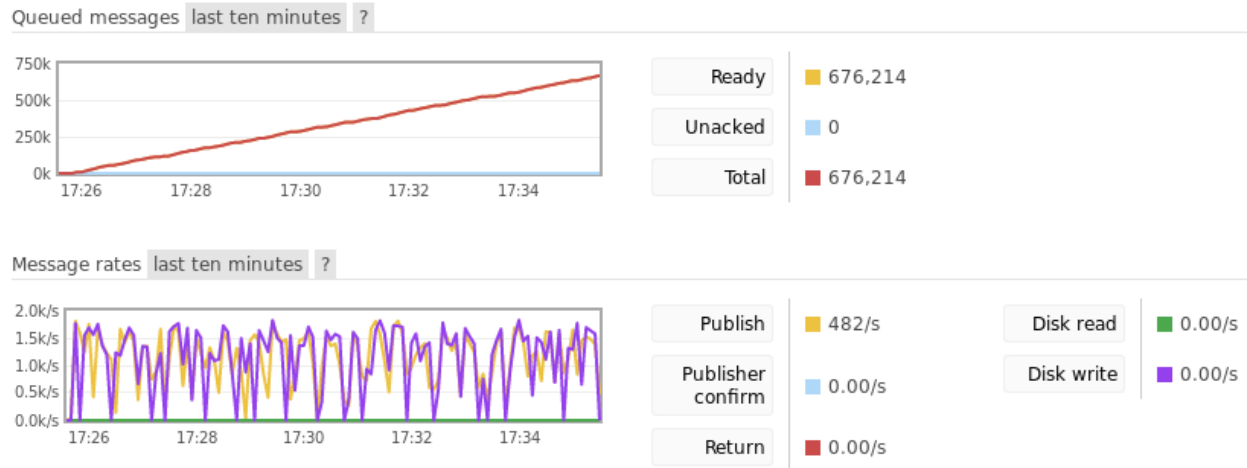 Queued messages last ten minutes ?
750k
500k
250k
0k
17:26 17:28 17:30 17:32 17:34
Ready 676,214
Unacked 0
Total 676,214
Message rates last ten minutes ?
2.0k/s
1.5k/s
1.0k/s
0.5k/s
0.0k/s
17:26 17:28 17:30 17:32 17:34
Publish 482/s
Publisher
confirm 0.00/s
Return 0.00/s
Disk read 0.00/s
Disk write 0.00/s